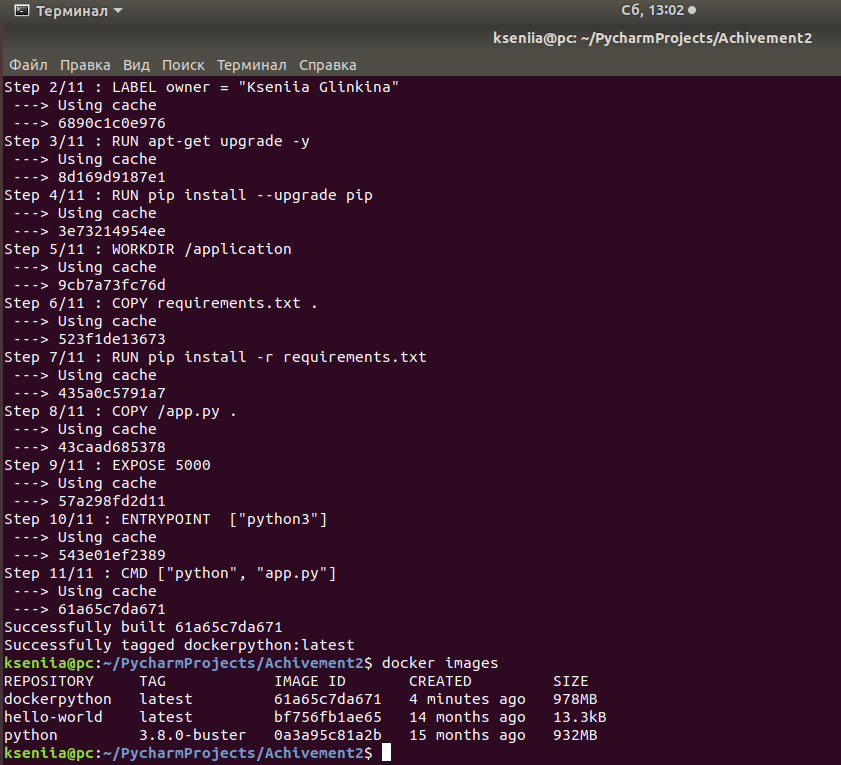 Терминал
Сб, 13:02
kseniia@pc: ~/PycharmProjects/Achivement2
Файл Правка Вид Поиск Терминал Справка
Step 2/11 : LABEL owner = "Kseniia Glinkina"
 ---> Using cache
 ---> 6890c1c0e976
Step 3/11 : RUN apt-get upgrade -y
 ---> Using cache
 ---> 8d169d9187e1
Step 4/11 : RUN pip install --upgrade pip
 ---> Using cache
 ---> 3e73214954ee
Step 5/11 : WORKDIR /application
 ---> Using cache
 ---> 9cb7a73fc76d
Step 6/11 : COPY requirements.txt .
 ---> Using cache
 ---> 523f1de13673
Step 7/11 : RUN pip install -r requirements.txt
 ---> Using cache
 ---> 435a0c5791a7
Step 8/11 : COPY /app.py .
 ---> Using cache
 ---> 43caad685378
Step 9/11 : EXPOSE 5000
 ---> Using cache
 ---> 57a298fd2d11
Step 10/11 : ENTRYPOINT  ["python3"]
 ---> Using cache
 ---> 543e01ef2389
Step 11/11 : CMD ["python", "app.py"]
 ---> Using cache
 ---> 61a65c7da671
Successfully built 61a65c7da671
Successfully tagged dockerpython:latest
kseniia@pc:~/PycharmProjects/Achivement2$ docker images
REPOSITORY     TAG            IMAGE ID       CREATED         SIZE
dockerpython   latest         61a65c7da671   4 minutes ago   978MB
hello-world    latest         bf756fb1ae65   14 months ago   13.3kB
python         3.8.0-buster   0a3a95c81a2b   15 months ago   932MB
kseniia@pc:~/PycharmProjects/Achivement2$